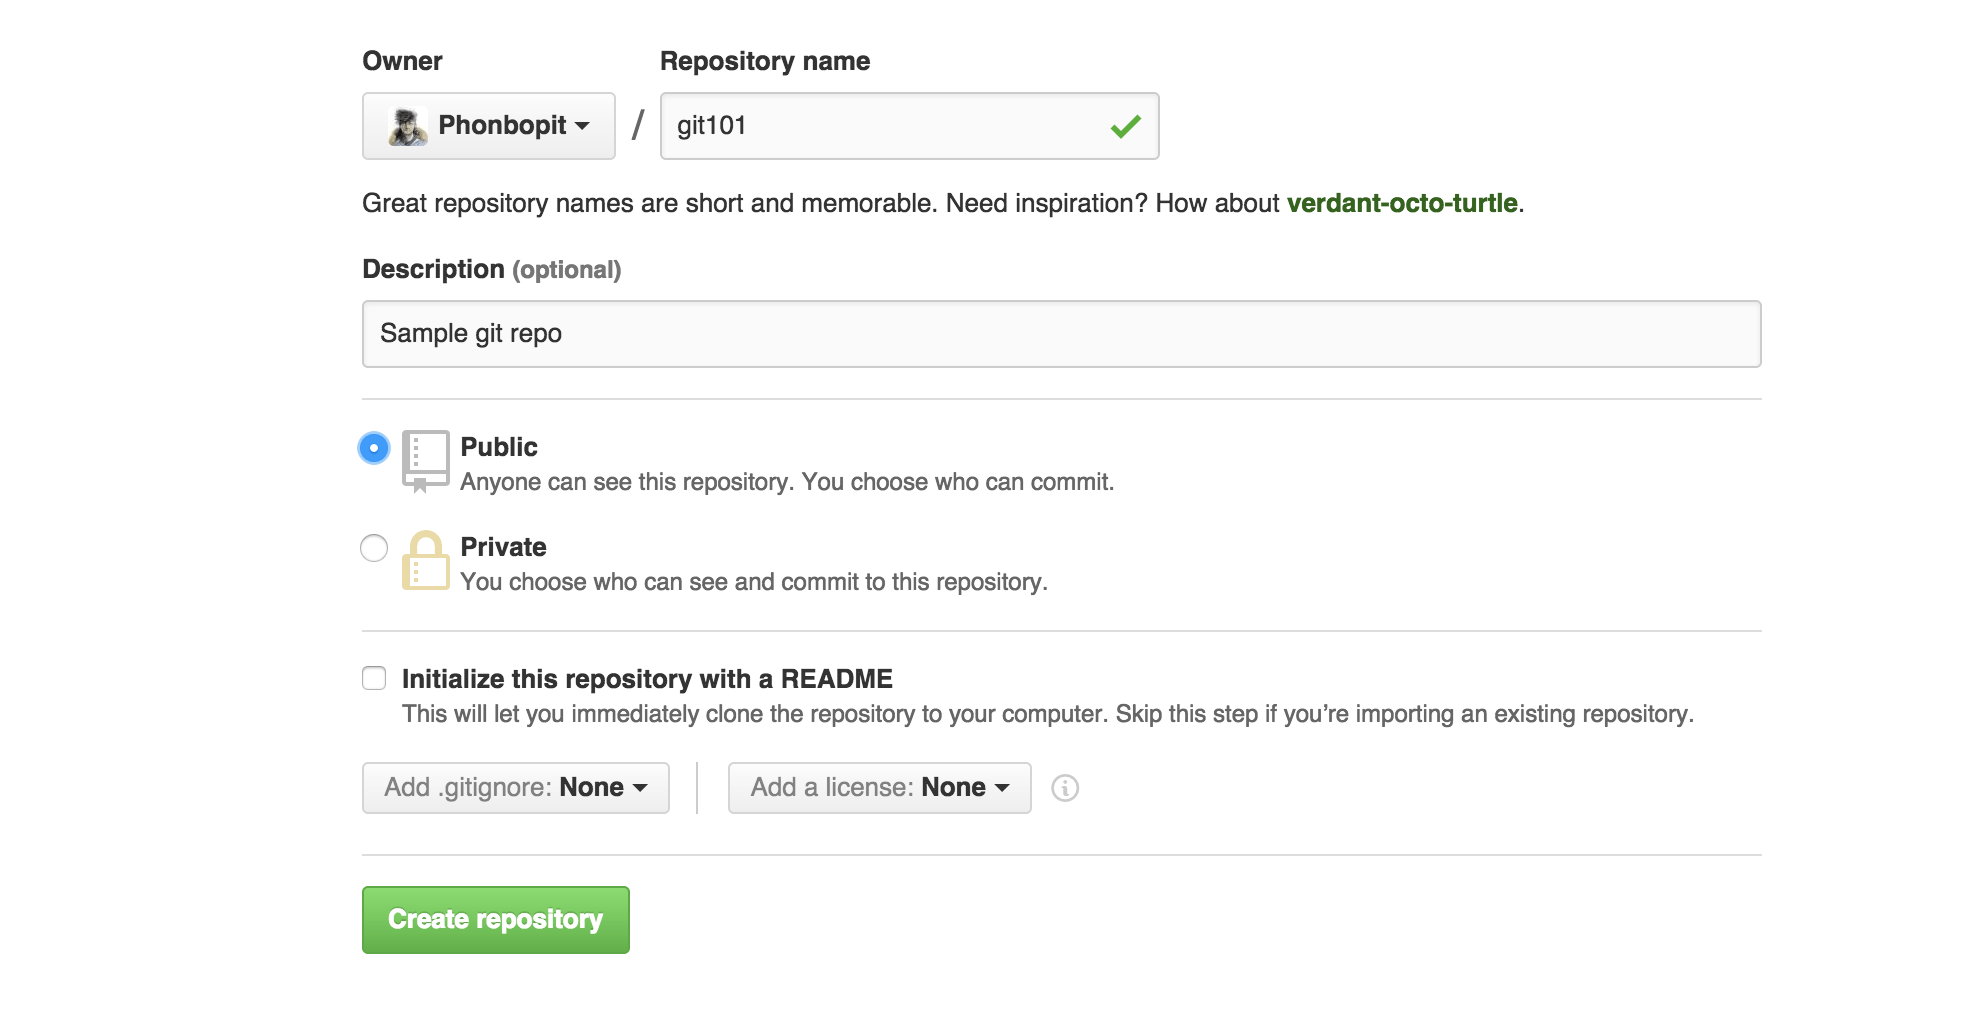 Owner
Repository name
Phonbopit
/
git101
Great repository names are short and memorable. Need inspiration? How about verdant-octo-turtle.
Description (optional)
Sample git repo
Public
Anyone can see this repository. You choose who can commit.
Private
You choose who can see and commit to this repository.
Initialize this repository with a README
This will let you immediately clone the repository to your computer. Skip this step if you’re importing an existing repository.
Add .gitignore: None
Add a license: None
Create repository